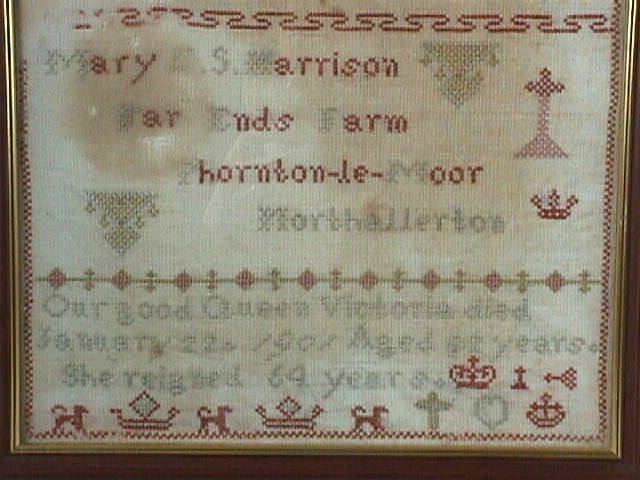 Mary E. S. Harrison
Far Ends Farm
Thornton-le-Moor
Northallerton
Our good Queen Victoria died
January 22. 1901 Aged 81 years.
She reigned 64 years.